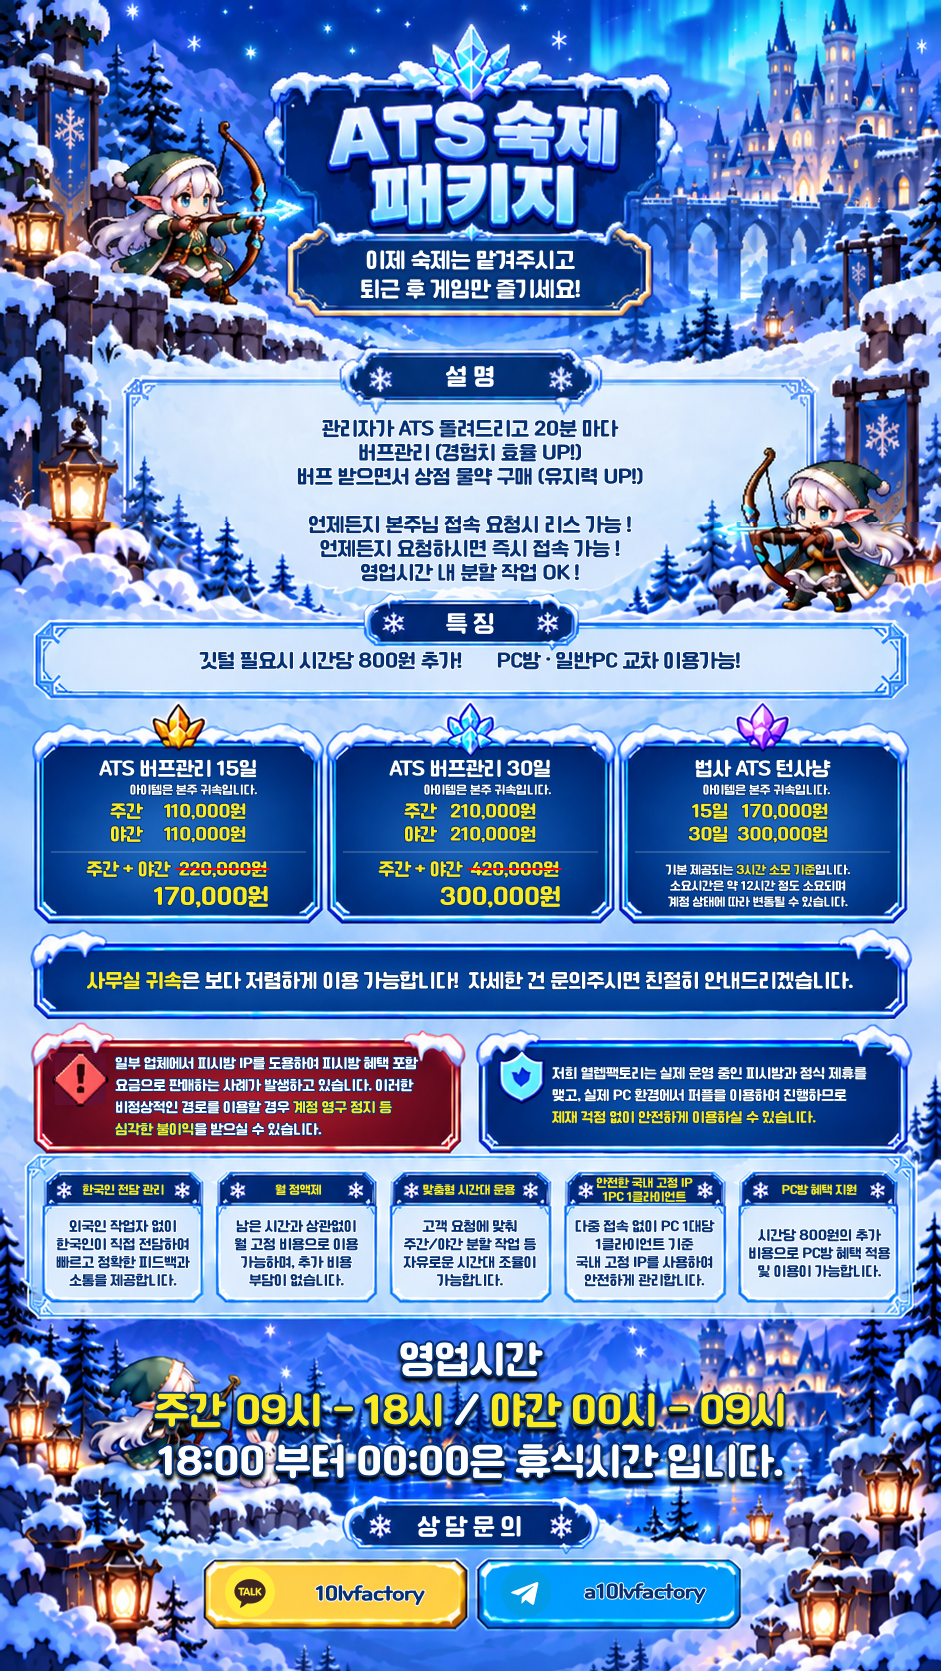 ATS 숙제
패키지
이제 숙제는 맡겨주시고
퇴근 후 게임만 즐기세요!
설명
관리자가 ATS 돌려드리고 20분 마다
버프관리 (경험치 효율 UP!)
버프 받으면서 상점 물약 구매 (유지력 UP!)
언제든지 본주님 접속 요청시 리스 가능 !
언제든지 요청하시면 즉시 접속 가능 !
영업시간 내 분할 작업 OK !
특징
깃털 필요시 시간당 800원 추가! PC방 · 일반PC 교차 이용가능!
ATS 버프관리 15일
아이템은 본주 귀속입니다.
주간 110,000원
야간 110,000원
주간 + 야간 220,000원
170,000원
ATS 버프관리 30일
아이템은 본주 귀속입니다.
주간 210,000원
야간 210,000원
주간 + 야간 420,000원
300,000원
법사 ATS 턴사냥
아이템은 본주 귀속입니다.
15일 170,000원
30일 300,000원
기본 제공되는 3시간 소모 기준입니다.
소요시간은 약 12시간 정도 소요되며
계정 상태에 따라 변동될 수 있습니다.
사무실 귀속은 보다 저렴하게 이용 가능합니다! 자세한 건 문의주시면 친절히 안내드리겠습니다.
일부 업체에서 피시방 IP를 도용하여 피시방 혜택 포함
요금으로 판매하는 사례가 발생하고 있습니다. 이러한
비정상적인 경로를 이용할 경우 계정 영구 정지 등
심각한 불이익을 받으실 수 있습니다.
저희 열렙팩토리는 실제 운영 중인 피시방과 정식 제휴를
맺고, 실제 PC 환경에서 퍼플을 이용하여 진행하므로
제재 걱정 없이 안전하게 이용하실 수 있습니다.
한국인 전담 관리
외국인 작업자 없이
한국인이 직접 전담하여
빠르고 정확한 피드백과
소통을 제공합니다.
월 정액제
남은 시간과 상관없이
월 고정 비용으로 이용
가능하며, 추가 비용
부담이 없습니다.
맞춤형 시간대 운용
고객 요청에 맞춰
주간/야간 분할 작업 등
자유로운 시간대 조율이
가능합니다.
안전한 국내 고정 IP
1PC 1클라이언트
다중 접속 없이 PC 1대당
1클라이언트 기준
국내 고정 IP를 사용하여
안전하게 관리합니다.
PC방 혜택 지원
시간당 800원의 추가
비용으로 PC방 혜택 적용
및 이용이 가능합니다.
영업시간
주간 09시 - 18시 / 야간 00시 - 09시
18:00 부터 00:00은 휴식시간 입니다.
상담문의
TALK 10lvfactory
a10lvfactory